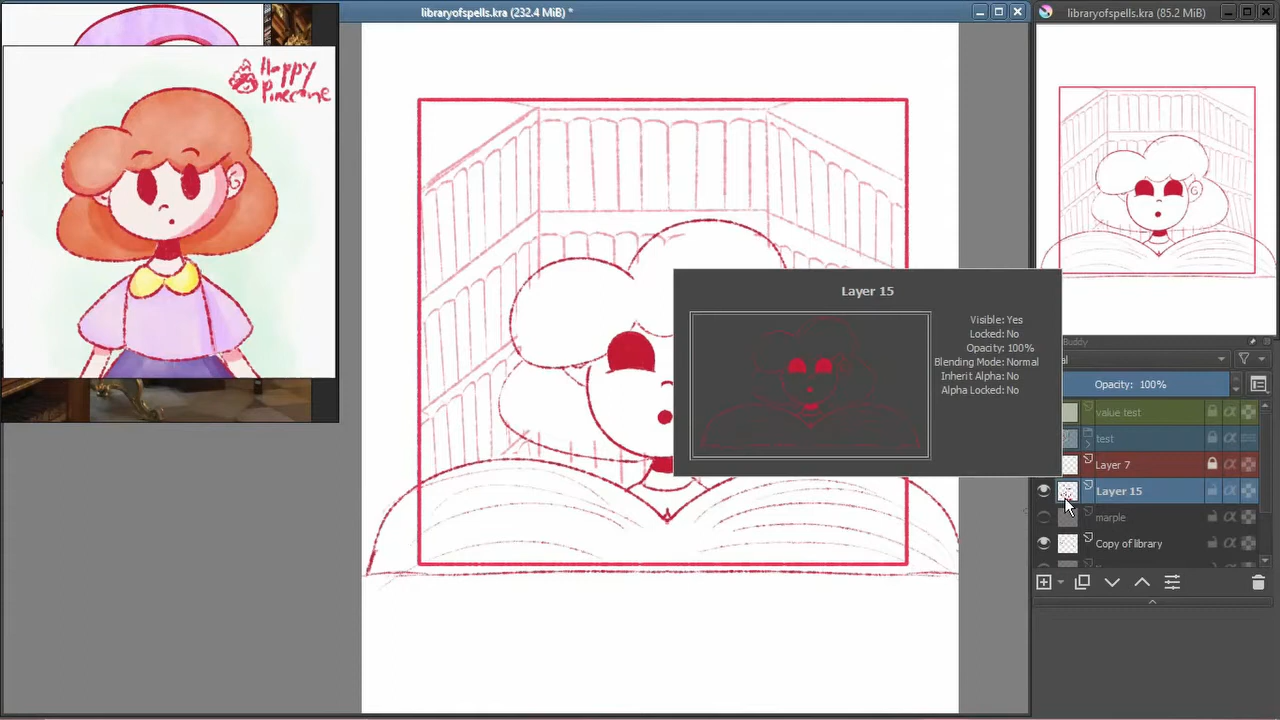 libraryofspells.kra (232.4 MiB) *
libraryofspells.kra (85.2 MiB)
Happy
Pinecone
Layer 15
Visible: Yes
Locked: No
Opacity: 100%
Blending Mode: Normal
Inherit Alpha: No
Alpha Locked: No
Buddy
Opacity: 100%
value test
test
Layer 7
Layer 15
marple
Copy of library